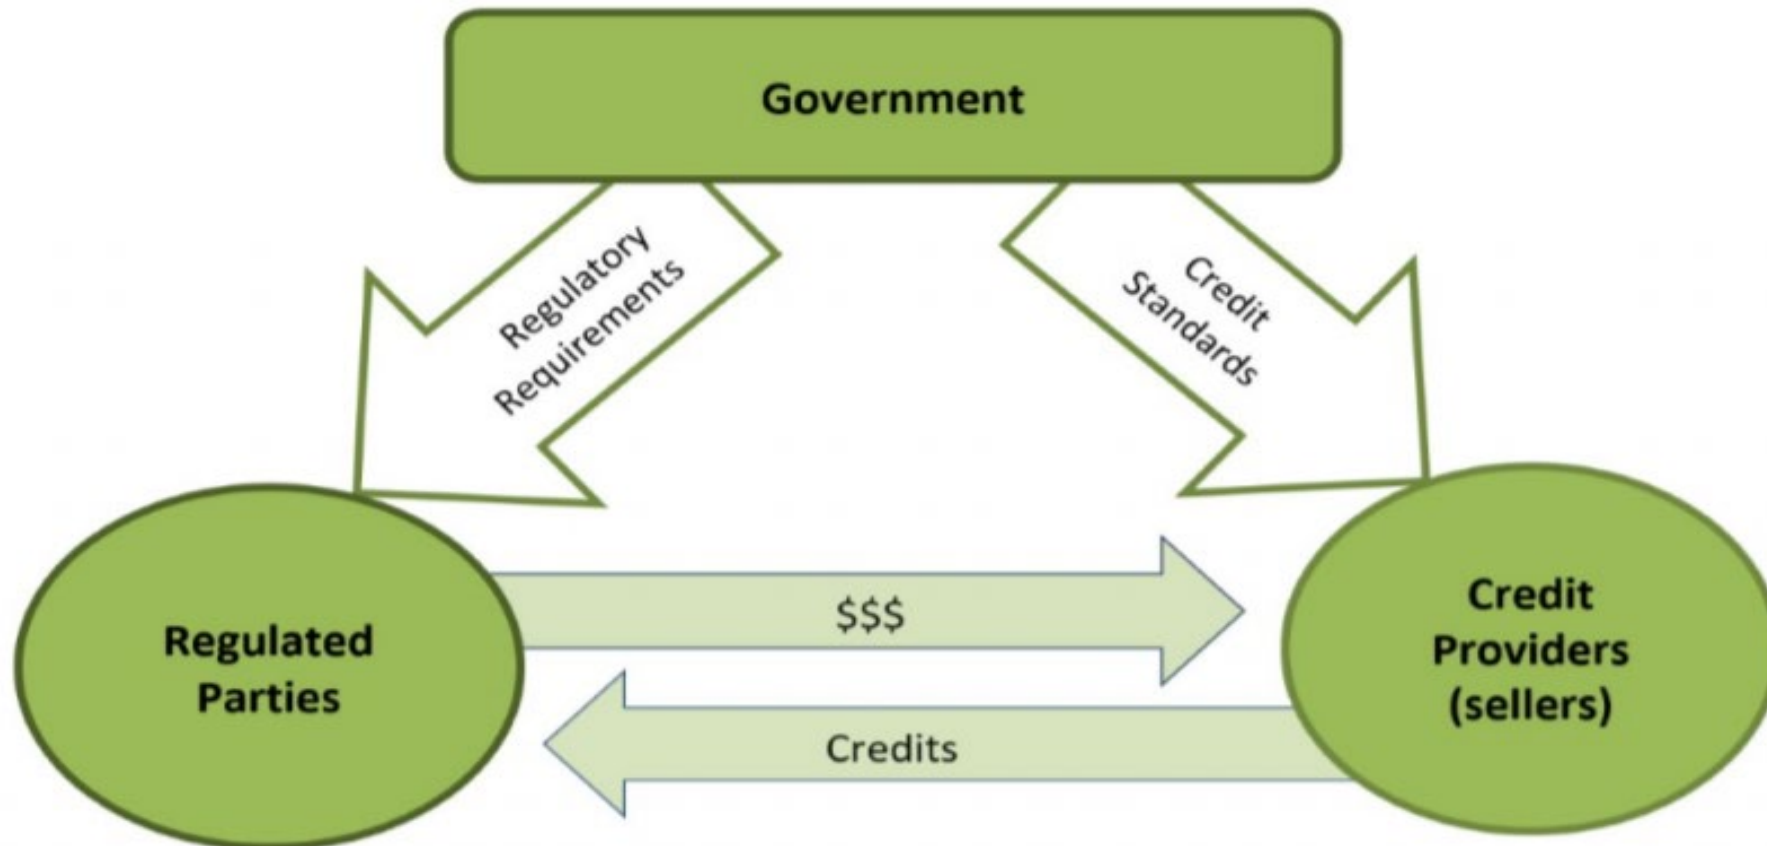 Government
Regulatory
Requirements
Credit
Standards
$$$
Regulated
Parties
Credit
Providers
(sellers)
Credits